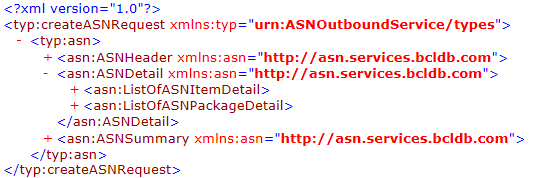 <?xml version="1.0"?>
<typ:createASNRequest xmlns:typ="urn:ASNOutboundService/types">
- <typ:asn>
+ <asn:ASNHeader xmlns:asn="http://asn.services.bcldb.com">
- <asn:ASNDetail xmlns:asn="http://asn.services.bcldb.com">
+ <asn:ListOfASNItemDetail>
+ <asn:ListOfASNPackageDetail>
</asn:ASNDetail>
+ <asn:ASNSummary xmlns:asn="http://asn.services.bcldb.com">
</typ:asn>
</typ:createASNRequest>